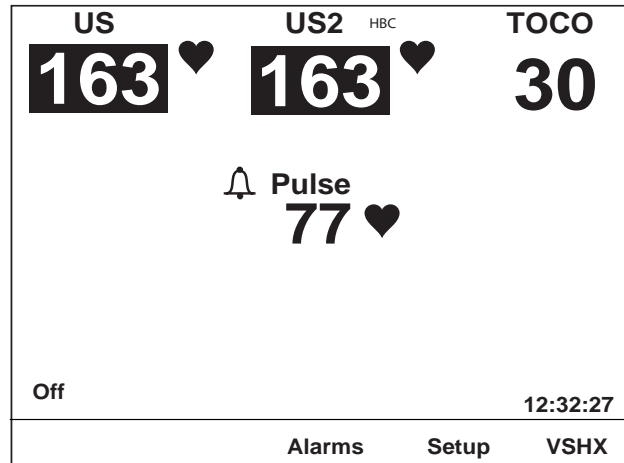 US US2 HBC TOCO
163 163 30
Pulse
77
Off
12:32:27
Alarms Setup VSHX